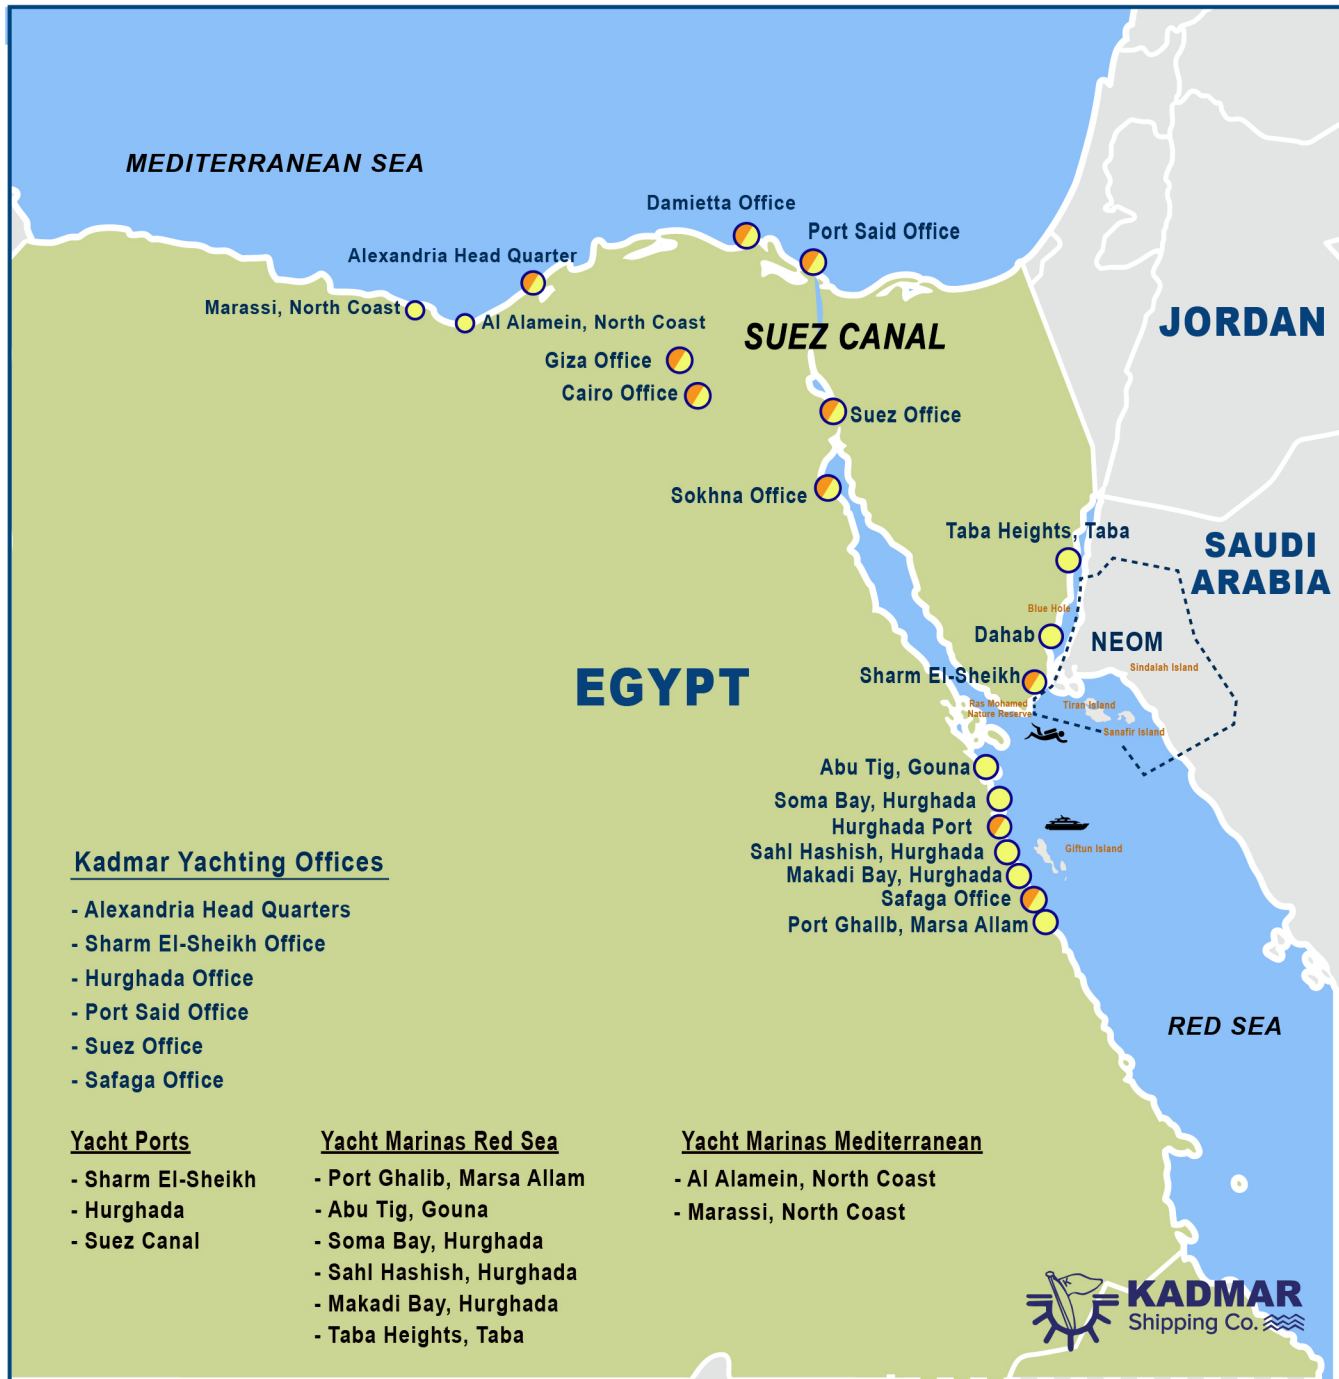 MEDITERRANEAN SEA
Damietta Office
Port Said Office
Alexandria Head Quarter
Marassi, North Coast
Al Alamein, North Coast
JORDAN
SUEZ CANAL
Giza Office
Cairo Office
Suez Office
Sokhna Office
Taba Heights, Taba
SAUDI
ARABIA
Blue Hole
Dahab
NEOM
Sindalah Island
EGYPT
Sharm El-Sheikh
Ras Mohamed
Nature Reserve
Tiran Island
Sanafir Island
Abu Tig, Gouna
Soma Bay, Hurghada
Hurghada Port
Sahl Hashish, Hurghada
Giftun Island
Makadi Bay, Hurghada
Safaga Office
Port Ghallb, Marsa Allam
RED SEA
Kadmar Yachting Offices
- Alexandria Head Quarters
- Sharm El-Sheikh Office
- Hurghada Office
- Port Said Office
- Suez Office
- Safaga Office
Yacht Ports
- Sharm El-Sheikh
- Hurghada
- Suez Canal
Yacht Marinas Red Sea
- Port Ghalib, Marsa Allam
- Abu Tig, Gouna
- Soma Bay, Hurghada
- Sahl Hashish, Hurghada
- Makadi Bay, Hurghada
- Taba Heights, Taba
Yacht Marinas Mediterranean
- Al Alamein, North Coast
- Marassi, North Coast
K
KADMAR
Shipping Co.